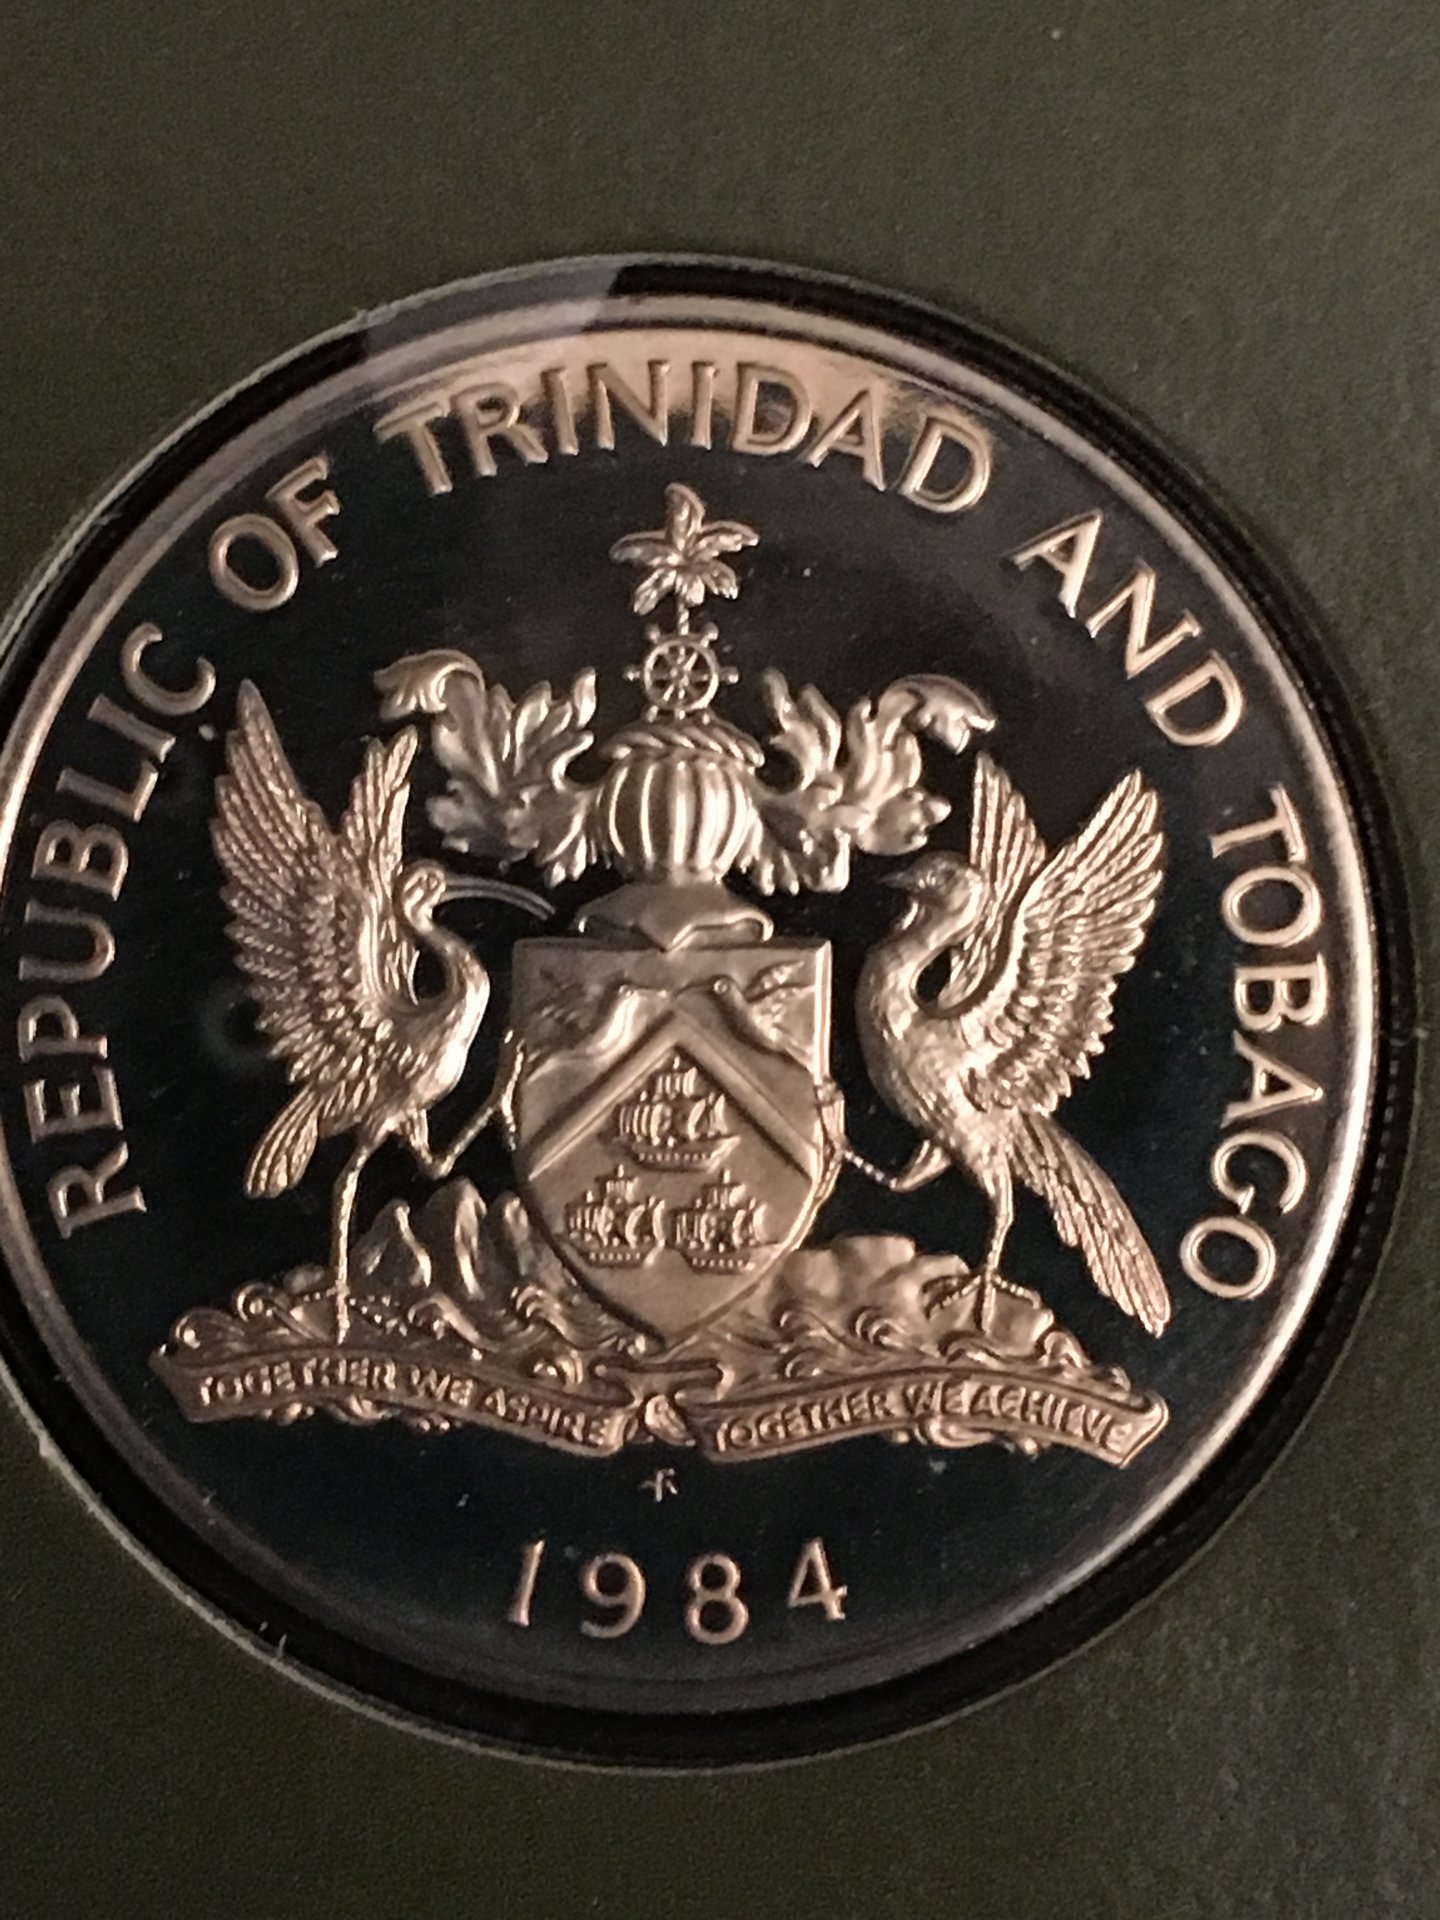 REPUBLIC OF TRINIDAD AND TOBAGO
TOGETHER WE ASPIRE
TOGETHER WE ACHIEVE
1984